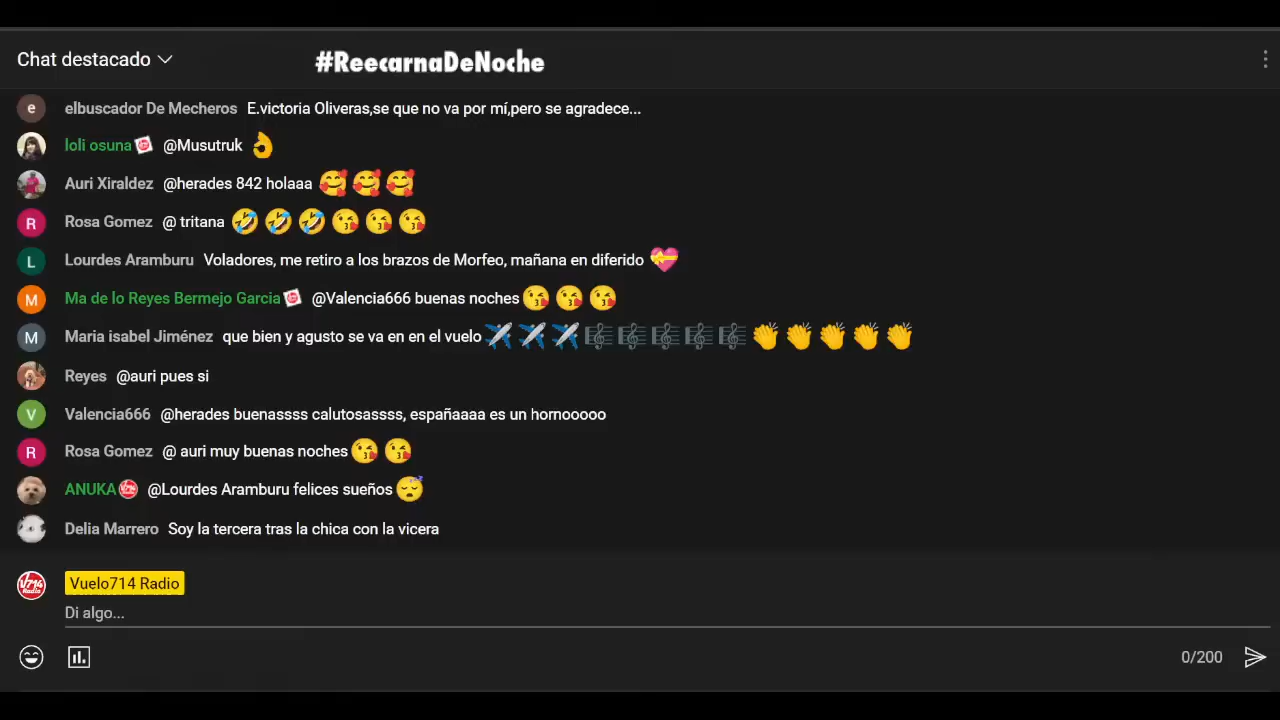 Chat destacado
#ReecarnaDeNoche
e elbuscador De Mecheros E.victoria Oliveras,se que no va por mí,pero se agradece...
loli osuna @Musutruk 👌
Auri Xiraldez @herades 842 holaaa 🥰 🥰 🥰
R Rosa Gomez @ tritana 🤣 🤣 🤣 😘 😘 😘
L Lourdes Aramburu Voladores, me retiro a los brazos de Morfeo, mañana en diferido 💝
M Ma de lo Reyes Bermejo Garcia @Valencia666 buenas noches 😘 😘 😘
M Maria isabel Jiménez que bien y agusto se va en en el vuelo ✈️ ✈️ ✈️ 🎼 🎼 🎼 🎼 🎼 👏 👏 👏 👏 👏
Reyes @auri pues si
V Valencia666 @herades buenassss calutosassss, españaaaa es un hornooooo
R Rosa Gomez @ auri muy buenas noches 😘 😘
ANUKA @Lourdes Aramburu felices sueños 😴
Delia Marrero Soy la tercera tras la chica con la vicera
V714 Radio Vuelo714 Radio
Di algo...
0/200